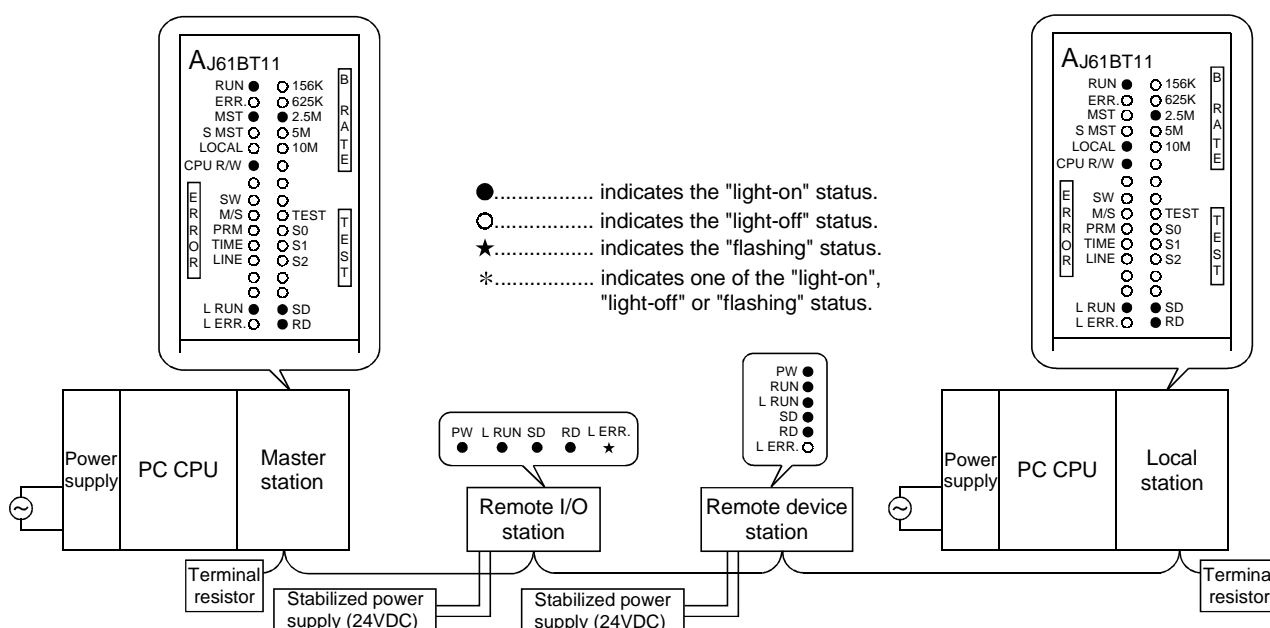 AJ61BT11
RUN 156K
ERR. 625K
MST 2.5M
S MST 5M
LOCAL 10M
CPU R/W
B RATE
ERROR
SW
M/S TEST
PRM S0
TIME S1
LINE S2
TEST
L RUN SD
L ERR. RD
●................. indicates the "light-on" status.
○................. indicates the "light-off" status.
★................. indicates the "flashing" status.
*................. indicates one of the "light-on",
"light-off" or "flashing" status.
AJ61BT11
RUN 156K
ERR. 625K
MST 2.5M
S MST 5M
LOCAL 10M
CPU R/W
B RATE
ERROR
SW
M/S TEST
PRM S0
TIME S1
LINE S2
TEST
L RUN SD
L ERR. RD
PW L RUN SD RD L ERR.
PW
RUN
L RUN
SD
RD
L ERR.
Power
supply
PC CPU
Master
station
Remote I/O
station
Remote device
station
Power
supply
PC CPU
Local
station
Terminal
resistor
Stabilized power
supply (24VDC)
Stabilized power
supply (24VDC)
Termina
resistor